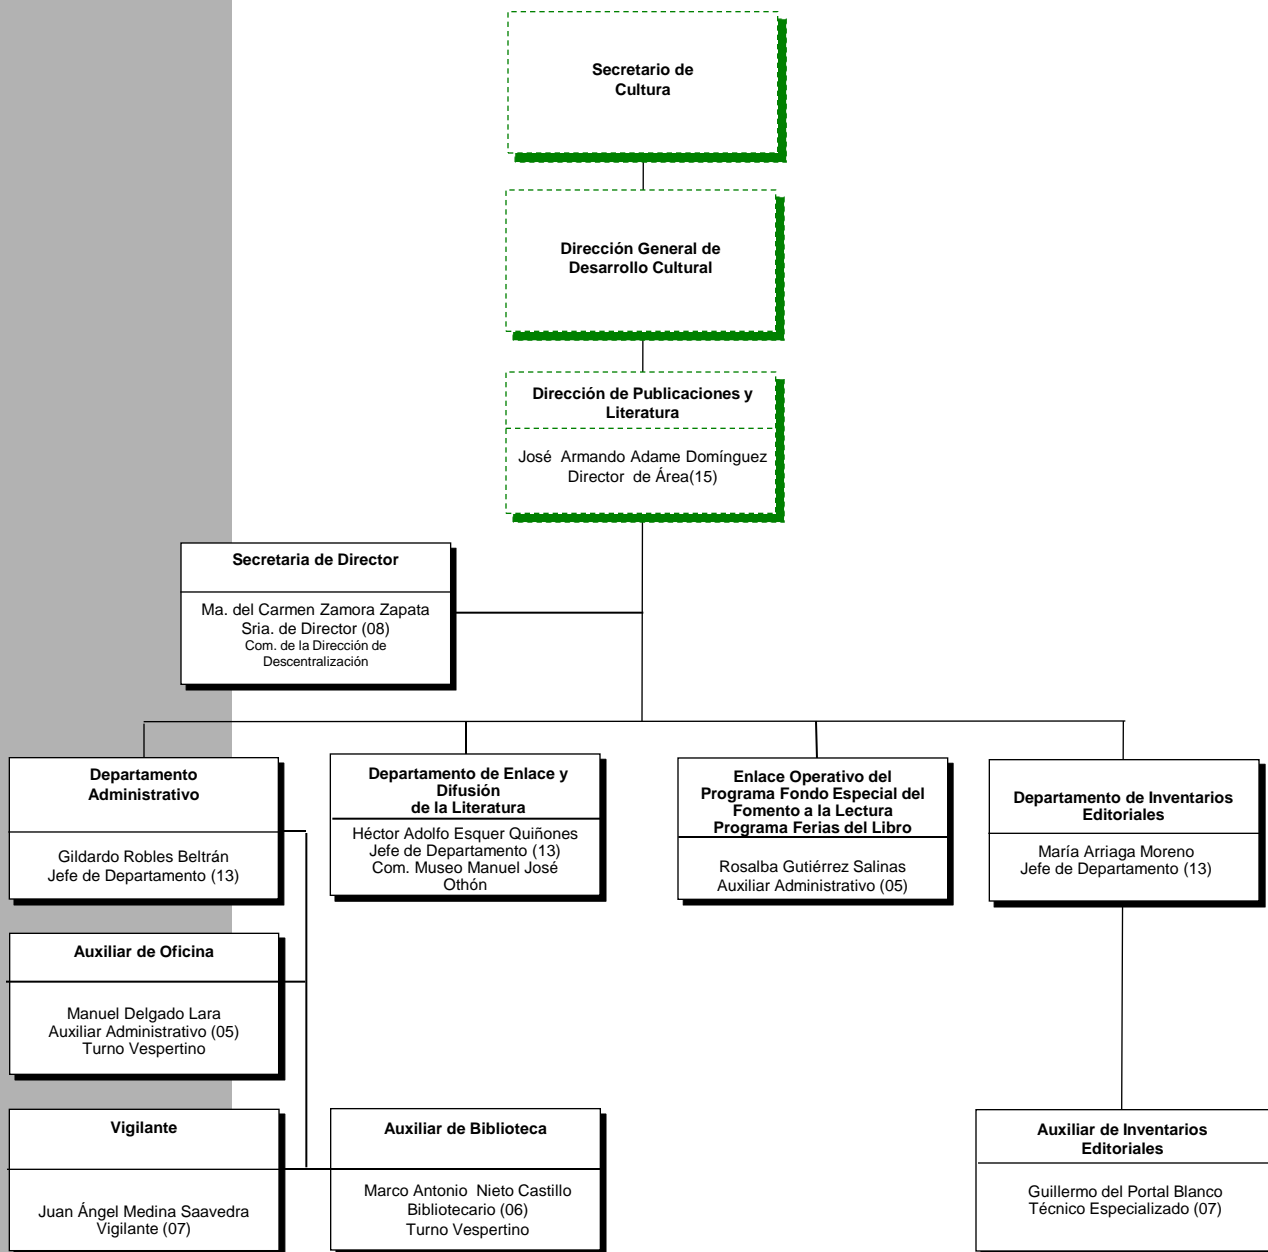 Secretario de
Cultura
Dirección General de
Desarrollo Cultural
Dirección de Publicaciones y
Literatura
José Armando Adame Domínguez
Director de Área(15)
Secretaria de Director
Ma. del Carmen Zamora Zapata
Sria. de Director (08)
Com. de la Dirección de
Descentralización
Departamento
Administrativo
Gildardo Robles Beltrán
Jefe de Departamento (13)
Departamento de Enlace y
Difusión
de la Literatura
Héctor Adolfo Esquer Quiñones
Jefe de Departamento (13)
Com. Museo Manuel José
Othón
Enlace Operativo del
Programa Fondo Especial del
Fomento a la Lectura
Programa Ferias del Libro
Rosalba Gutiérrez Salinas
Auxiliar Administrativo (05)
Departamento de Inventarios
Editoriales
María Arriaga Moreno
Jefe de Departamento (13)
Auxiliar de Oficina
Manuel Delgado Lara
Auxiliar Administrativo (05)
Turno Vespertino
Vigilante
Juan Ángel Medina Saavedra
Vigilante (07)
Auxiliar de Biblioteca
Marco Antonio Nieto Castillo
Bibliotecario (06)
Turno Vespertino
Auxiliar de Inventarios
Editoriales
Guillermo del Portal Blanco
Técnico Especializado (07)